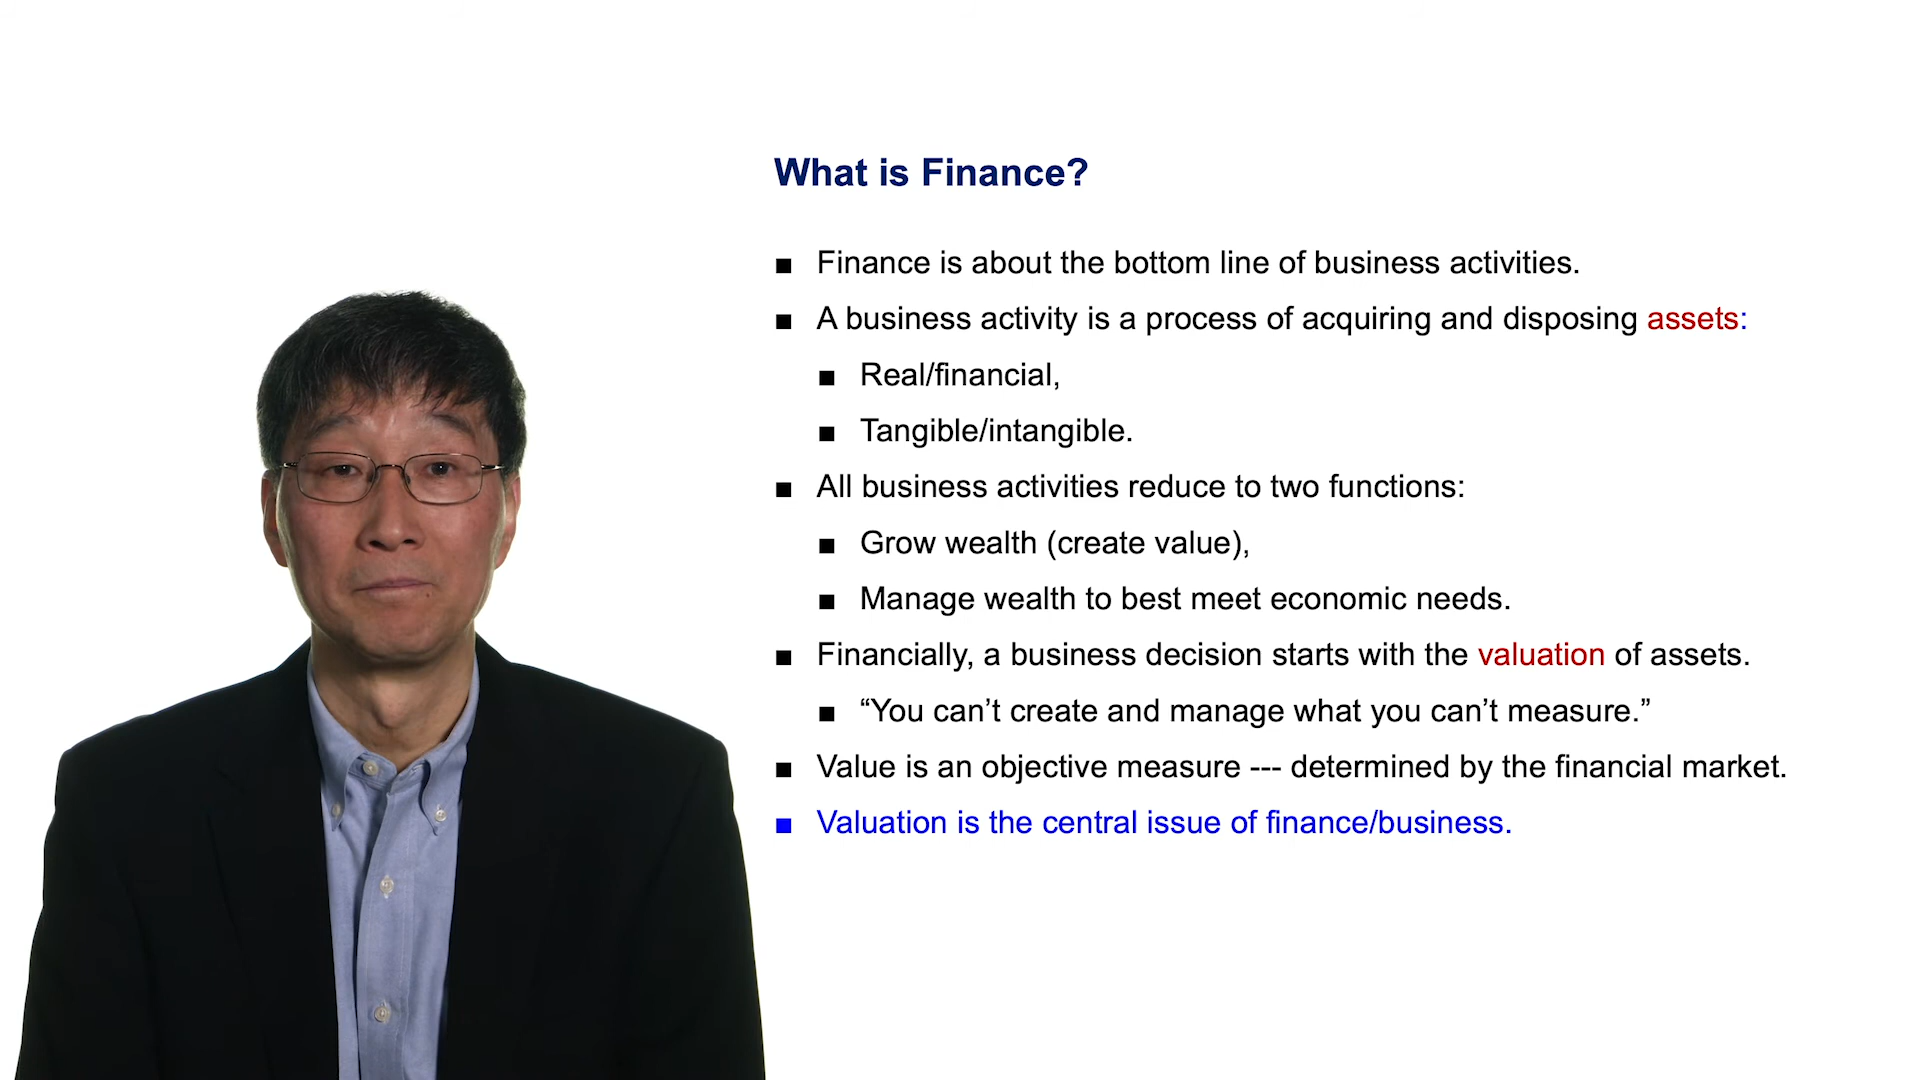 What is Finance?
■ Finance is about the bottom line of business activities.
■ A business activity is a process of acquiring and disposing assets:
■ Real/financial,
■ Tangible/intangible.
■ All business activities reduce to two functions:
■ Grow wealth (create value),
■ Manage wealth to best meet economic needs.
■ Financially, a business decision starts with the valuation of assets.
■ “You can’t create and manage what you can’t measure.”
■ Value is an objective measure --- determined by the financial market.
■ Valuation is the central issue of finance/business.